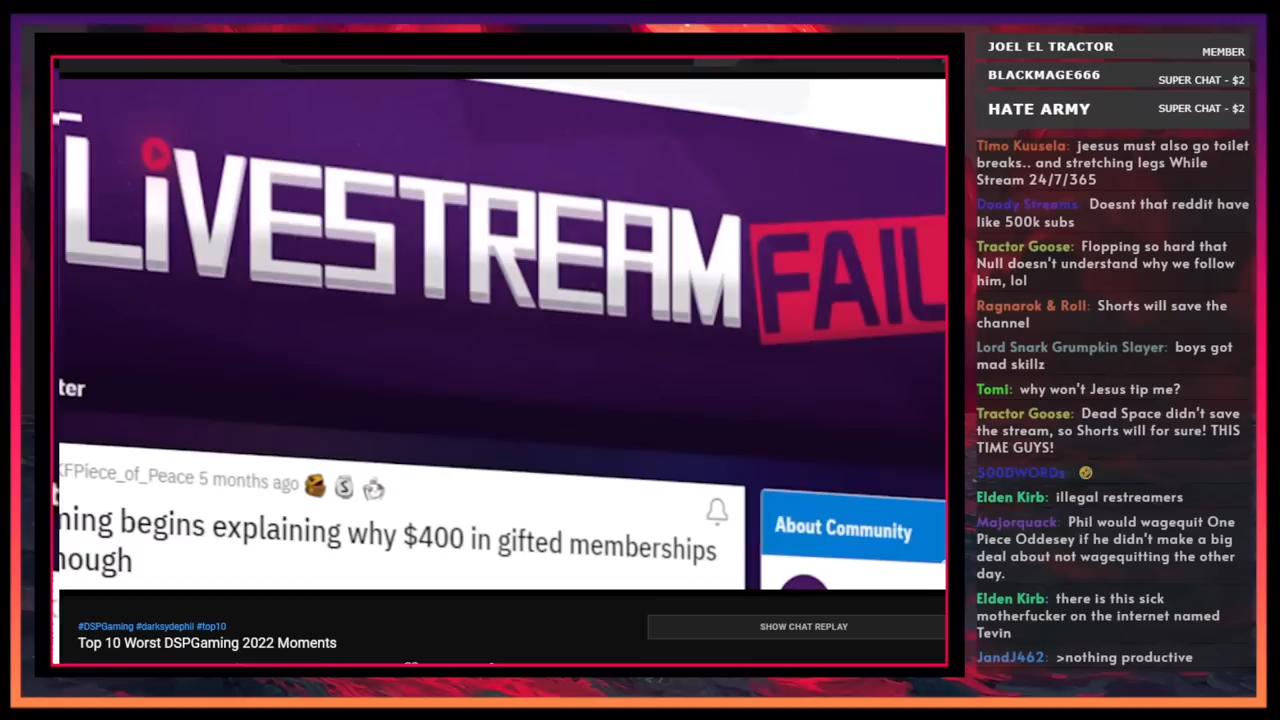 LiVESTREAM FAIL
ter
Piece_of_Peace 5 months ago
ning begins explaining why $400 in gifted memberships
nough
About Community
#DSPGaming #darksydephil #top10
Top 10 Worst DSPGaming 2022 Moments
SHOW CHAT REPLAY
JOEL EL TRACTOR
MEMBER
BLACKMAGE666
SUPER CHAT - $2
HATE ARMY
SUPER CHAT - $2
Timo Kuusela: jeesus must also go toilet
breaks.. and stretching legs While
Stream 24/7/365
Doody Streams: Doesnt that reddit have
like 500k subs
Tractor Goose: Flopping so hard that
Null doesn't understand why we follow
him, lol
Ragnarok & Roll: Shorts will save the
channel
Lord Snark Grumpkin Slayer: boys got
mad skillz
Tomi: why won't Jesus tip me?
Tractor Goose: Dead Space didn't save
the stream, so Shorts will for sure! THIS
TIME GUYS!
500DWORDs: 🤣
Elden Kirb: illegal restreamers
Majorquack: Phil would wagequit One
Piece Oddesey if he didn't make a big
deal about not wagequitting the other
day.
Elden Kirb: there is this sick
motherfucker on the internet named
Tevin
JandJ462: >nothing productive